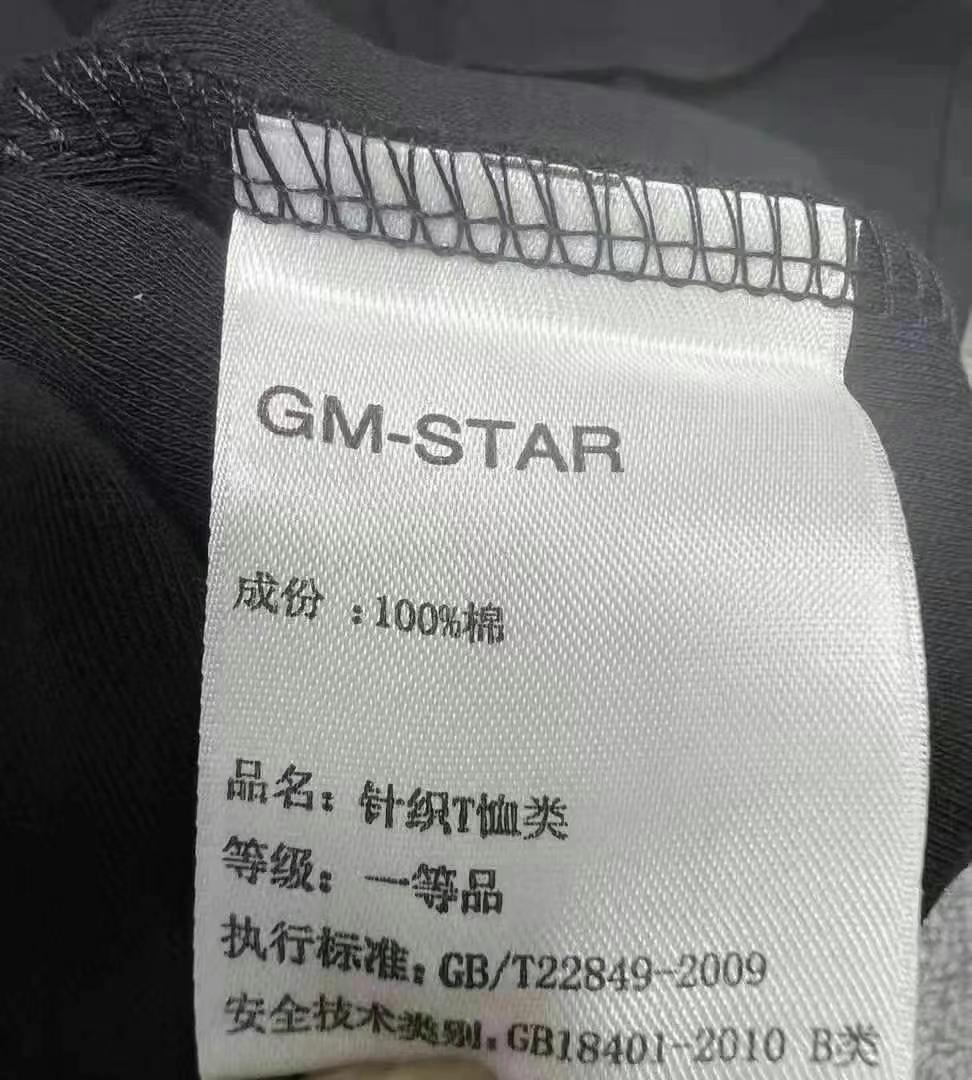 GM-STAR
成份 :100%棉
品名: 针织T恤类
等级: 一等品
执行标准: GB/T22849-2009
安全技术类别: GB18401-2010 B类